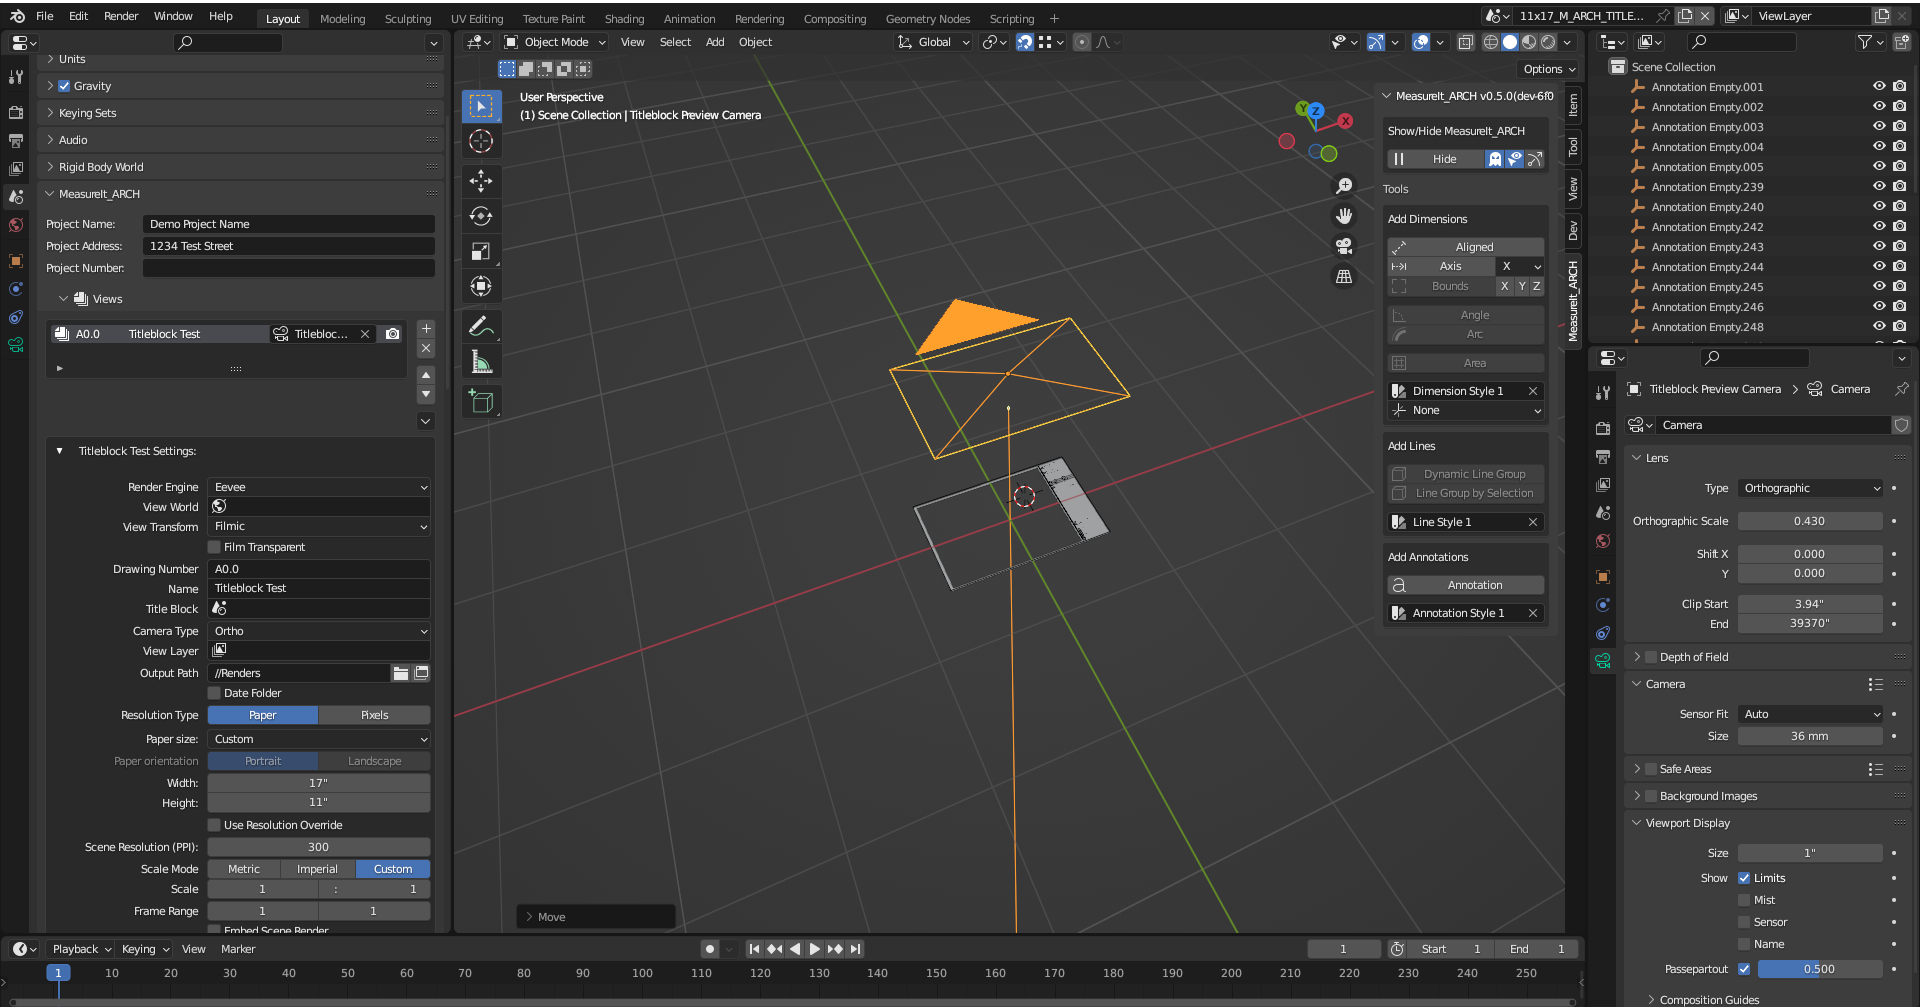 File Edit Render Window Help
Layout Modeling Sculpting UV Editing Texture Paint Shading Animation Rendering Compositing Geometry Nodes Scripting +
11x17_M_ARCH_TITLE...
ViewLayer
Units
Gravity
Keying Sets
Audio
Rigid Body World
MeasureIt_ARCH
Project Name: Demo Project Name
Project Address: 1234 Test Street
Project Number:
Views
A0.0 Titleblock Test Titlebloc...
Titleblock Test Settings:
Render Engine Eevee
View World
View Transform Filmic
Film Transparent
Drawing Number A0.0
Name Titleblock Test
Title Block
Camera Type Ortho
View Layer
Output Path //Renders
Date Folder
Resolution Type Paper Pixels
Paper size: Custom
Paper orientation Portrait Landscape
Width: 17"
Height: 11"
Use Resolution Override
Scene Resolution (PPI): 300
Scale Mode Metric Imperial Custom
Scale 1 : 1
Frame Range 1 1
Embed Scene Render
Object Mode View Select Add Object
Global
Options
User Perspective
(1) Scene Collection | Titleblock Preview Camera
Y Z X
Move
MeasureIt_ARCH v0.5.0(dev-6f0
Show/Hide MeasureIt_ARCH
Hide
Tools
Add Dimensions
Aligned
Axis X
Bounds X Y Z
Angle
Arc
Area
Dimension Style 1
None
Add Lines
Dynamic Line Group
Line Group by Selection
Line Style 1
Add Annotations
Annotation
Annotation Style 1
Item
Tool
View
Dev
MeasureIt_ARCH
Scene Collection
Annotation Empty.001
Annotation Empty.002
Annotation Empty.003
Annotation Empty.004
Annotation Empty.005
Annotation Empty.239
Annotation Empty.240
Annotation Empty.242
Annotation Empty.243
Annotation Empty.244
Annotation Empty.245
Annotation Empty.246
Annotation Empty.248
Titleblock Preview Camera Camera
Camera
Lens
Type Orthographic
Orthographic Scale 0.430
Shift X 0.000
Y 0.000
Clip Start 3.94"
End 39370"
Depth of Field
Camera
Sensor Fit Auto
Size 36 mm
Safe Areas
Background Images
Viewport Display
Size 1"
Show Limits
Mist
Sensor
Name
Passepartout 0.500
Composition Guides
Playback Keying View Marker
1 Start 1 End 1
1 10 20 30 40 50 60 70 80 90 100 110 120 130 140 150 160 170 180 190 200 210 220 230 240 250